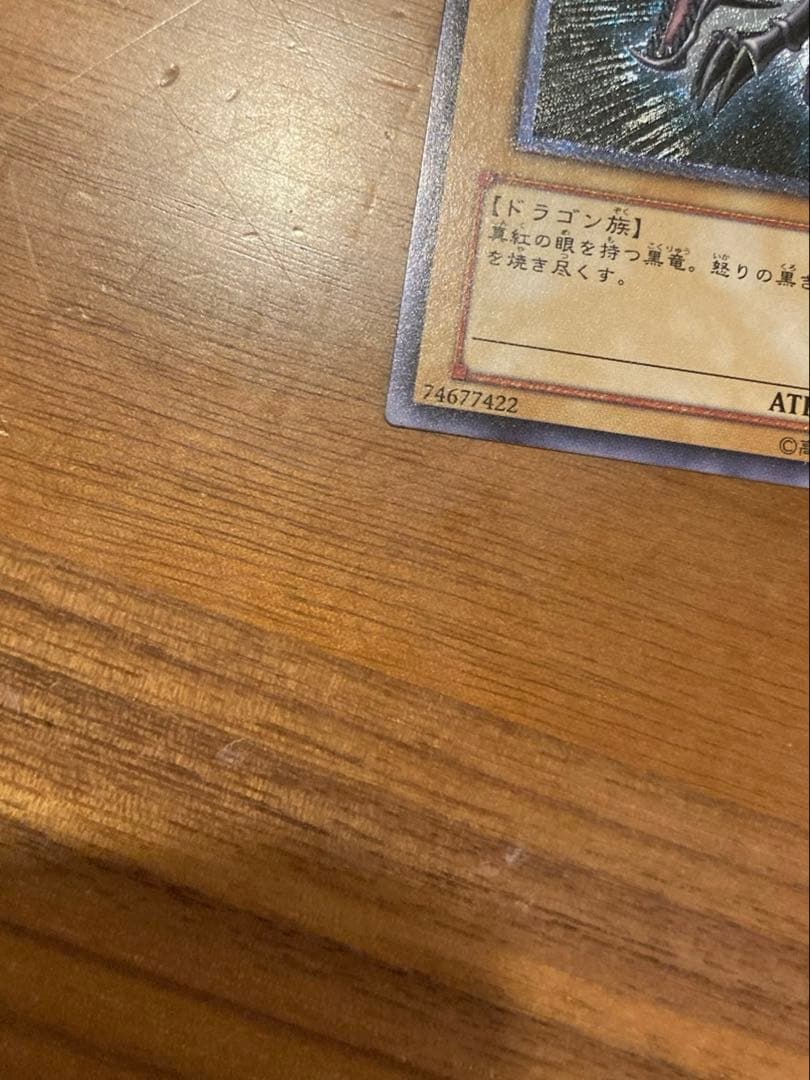 【ドラゴン族】
真紅の眼を持つ黒竜。怒りの黒き
を焼き尽くす。
74677422
AT
©高